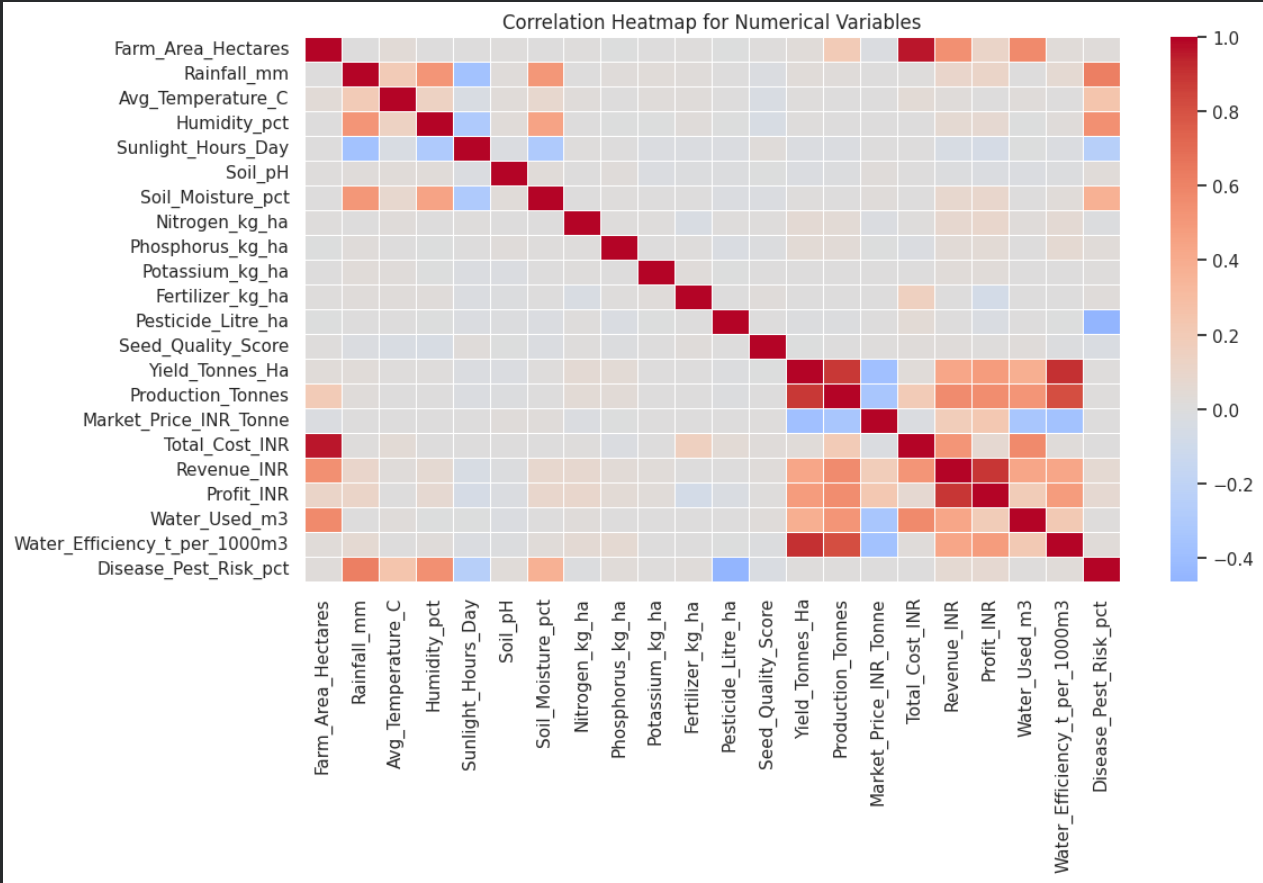 Correlation Heatmap for Numerical Variables
Farm_Area_Hectares
Rainfall_mm
Avg_Temperature_C
Humidity_pct
Sunlight_Hours_Day
Soil_pH
Soil_Moisture_pct
Nitrogen_kg_ha
Phosphorus_kg_ha
Potassium_kg_ha
Fertilizer_kg_ha
Pesticide_Litre_ha
Seed_Quality_Score
Yield_Tonnes_Ha
Production_Tonnes
Market_Price_INR_Tonne
Total_Cost_INR
Revenue_INR
Profit_INR
Water_Used_m3
Water_Efficiency_t_per_1000m3
Disease_Pest_Risk_pct
Farm_Area_Hectares
Rainfall_mm
Avg_Temperature_C
Humidity_pct
Sunlight_Hours_Day
Soil_pH
Soil_Moisture_pct
Nitrogen_kg_ha
Phosphorus_kg_ha
Potassium_kg_ha
Fertilizer_kg_ha
Pesticide_Litre_ha
Seed_Quality_Score
Yield_Tonnes_Ha
Production_Tonnes
Market_Price_INR_Tonne
Total_Cost_INR
Revenue_INR
Profit_INR
Water_Used_m3
Water_Efficiency_t_per_1000m3
Disease_Pest_Risk_pct
1.0
0.8
0.6
0.4
0.2
0.0
−0.2
−0.4